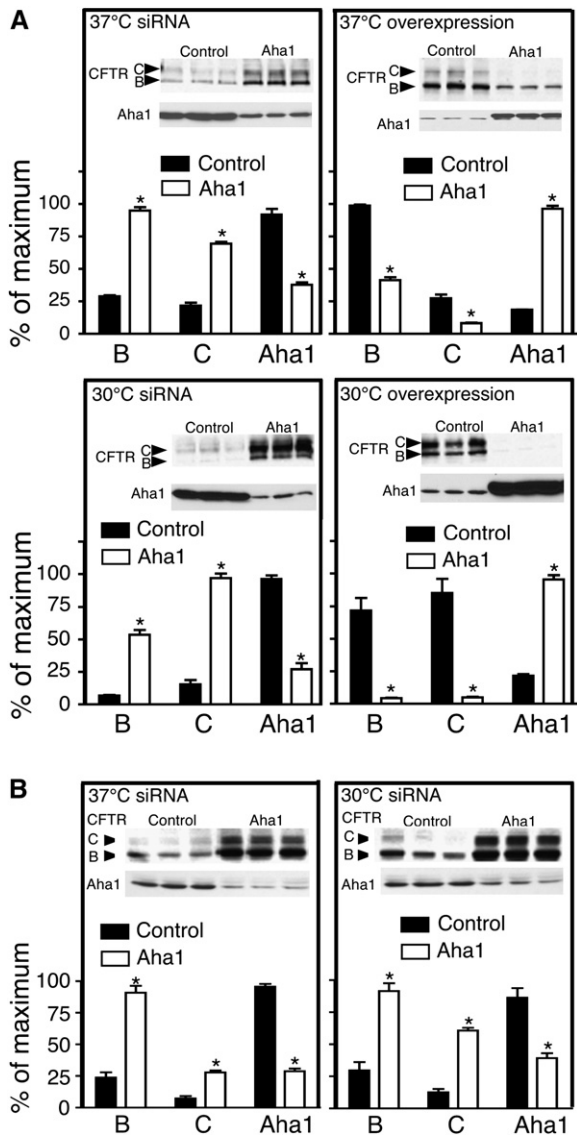 A
37°C siRNA
Control Aha1
CFTR C
B
Aha1
Control
Aha1
% of maximum
100
75
50
25
0
* * *
B C Aha1
37°C overexpression
Control Aha1
CFTR C
B
Aha1
Control
Aha1
* * *
B C Aha1
30°C siRNA
Control Aha1
CFTR C
B
Aha1
Control
Aha1
% of maximum
100
75
50
25
0
* * *
B C Aha1
30°C overexpression
Control Aha1
CFTR C
B
Aha1
Control
Aha1
* * *
B C Aha1
B
37°C siRNA
CFTR Control Aha1
C
B
Aha1
Control
Aha1
% of maximum
100
75
50
25
0
* * *
B C Aha1
30°C siRNA
CFTR Control Aha1
C
B
Aha1
Control
Aha1
* * *
B C Aha1